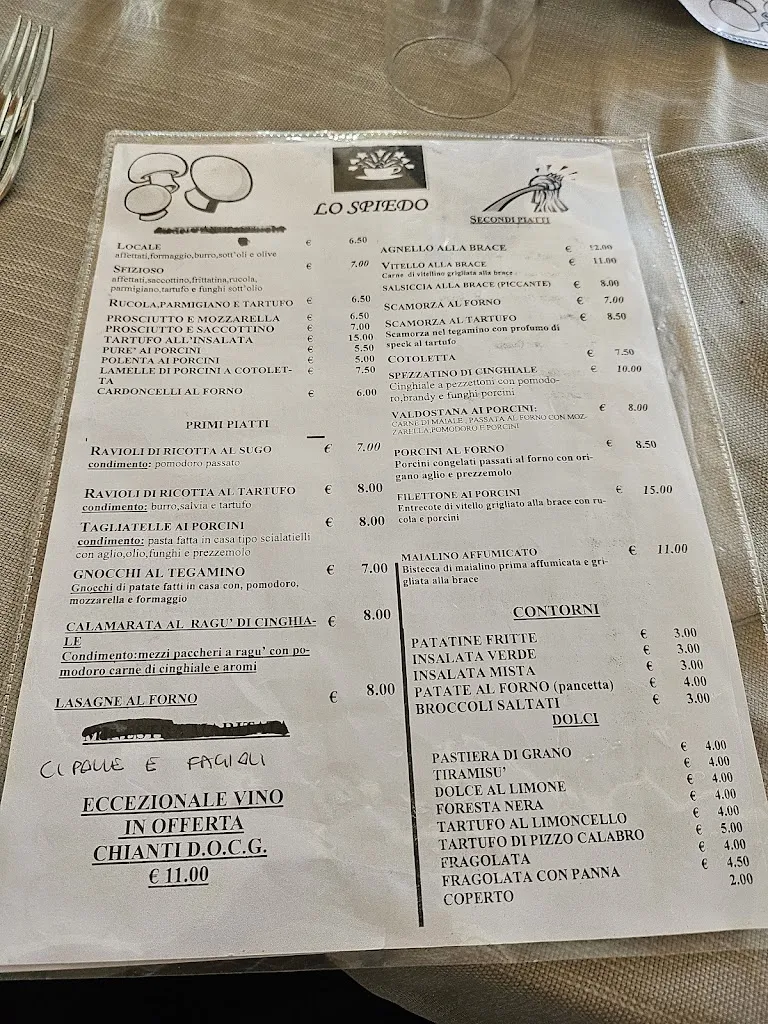 LO SPIEDO
LOCALE € 6.50
affettati,formaggio,burro,sott'oli e olive
SFIZIOSO € 7,00
affettati,saccottino,frittatina,rucola,
parmigiano,tartufo e funghi sott'olio
RUCOLA,PARMIGIANO E TARTUFO € 6.50
PROSCIUTTO E MOZZARELLA € 6.50
PROSCIUTTO E SACCOTTINO € 7.00
TARTUFO ALL'INSALATA € 15.00
PURE' AI PORCINI € 5.50
POLENTA AI PORCINI € 5.00
LAMELLE DI PORCINI A COTOLET- € 7.50
TA
CARDONCELLI AL FORNO € 6.00
PRIMI PIATTI
RAVIOLI DI RICOTTA AL SUGO € 7.00
condimento: pomodoro passato
RAVIOLI DI RICOTTA AL TARTUFO € 8.00
condimento: burro,salvia e tartufo
TAGLIATELLE AI PORCINI € 8.00
condimento: pasta fatta in casa tipo scialatielli
con aglio,olio,funghi e prezzemolo
GNOCCHI AL TEGAMINO € 7.00
Gnocchi di patate fatti in casa con, pomodoro,
mozzarella e formaggio
CALAMARATA AL RAGU' DI CINGHIA- € 8.00
LE
Condimento:mezzi paccheri a ragu' con po-
modoro carne di cinghiale e aromi
LASAGNE AL FORNO € 8.00
CIPOLLE E FAGIOLI
ECCEZIONALE VINO
IN OFFERTA
CHIANTI D.O.C.G.
€ 11.00
SECONDI PIATTI
AGNELLO ALLA BRACE € 12.00
VITELLO ALLA BRACE € 11.00
Carne di vitellino grigliata alla brace
SALSICCIA ALLA BRACE (PICCANTE) € 8.00
SCAMORZA AL FORNO € 7.00
SCAMORZA AL TARTUFO € 8.50
Scamorza nel tegamino con profumo di
speck al tartufo
COTOLETTA € 7.50
SPEZZATINO DI CINGHIALE € 10.00
Cinghiale a pezzettoni con pomodo-
ro,brandy e funghi porcini
VALDOSTANA AI PORCINI: € 8.00
CARNE DI MAIALE , PASSATA AL FORNO CON MOZ-
ZARELLA,POMODORO E PORCINI
PORCINI AL FORNO € 8.50
Porcini congelati passati al forno con ori-
gano aglio e prezzemolo
FILETTONE AI PORCINI € 15.00
Entrecote di vitello grigliato alla brace con ru-
cola e porcini
MAIALINO AFFUMICATO € 11.00
Bistecca di maialino prima affumicata e gri-
gliata alla brace
CONTORNI
PATATINE FRITTE € 3.00
INSALATA VERDE € 3.00
INSALATA MISTA € 3.00
PATATE AL FORNO (pancetta) € 4.00
BROCCOLI SALTATI € 3.00
DOLCI
PASTIERA DI GRANO € 4.00
TIRAMISU' € 4.00
DOLCE AL LIMONE € 4.00
FORESTA NERA € 4.00
TARTUFO AL LIMONCELLO € 4.00
TARTUFO DI PIZZO CALABRO € 5.00
FRAGOLATA € 4.00
FRAGOLATA CON PANNA € 4.50
COPERTO 2.00